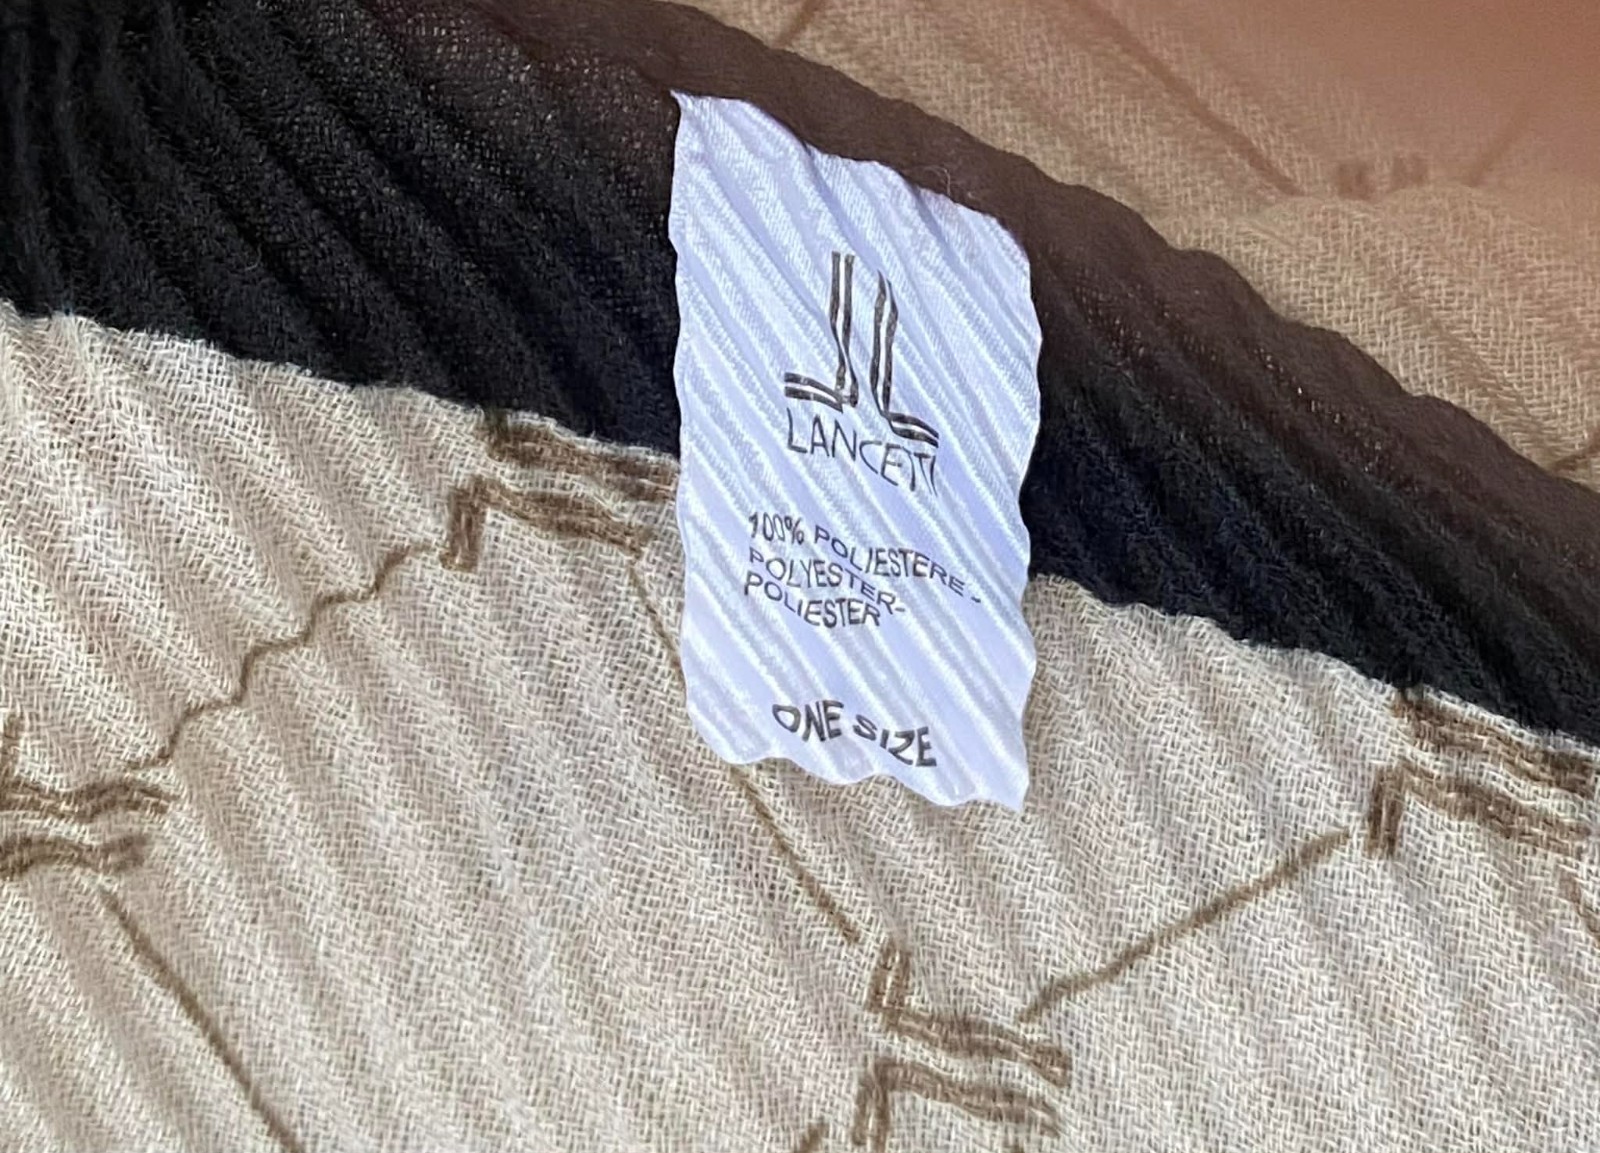 LANCETTI
100% POLIESTERE-
POLYESTER-
POLIESTER
ONE SIZE